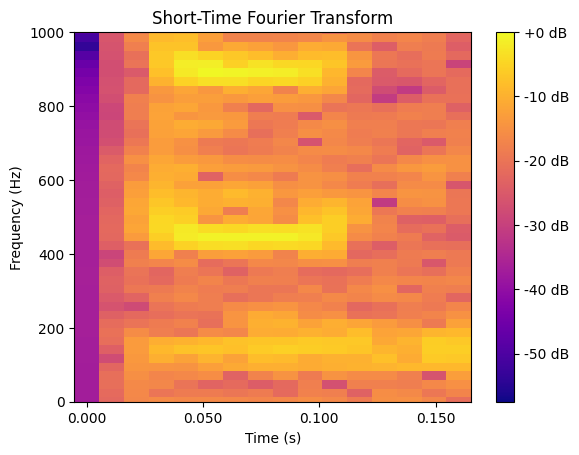 Short-Time Fourier Transform
1000
800
600
400
200
0
Frequency (Hz)
0.000
0.050
0.100
0.150
Time (s)
+0 dB
-10 dB
-20 dB
-30 dB
-40 dB
-50 dB